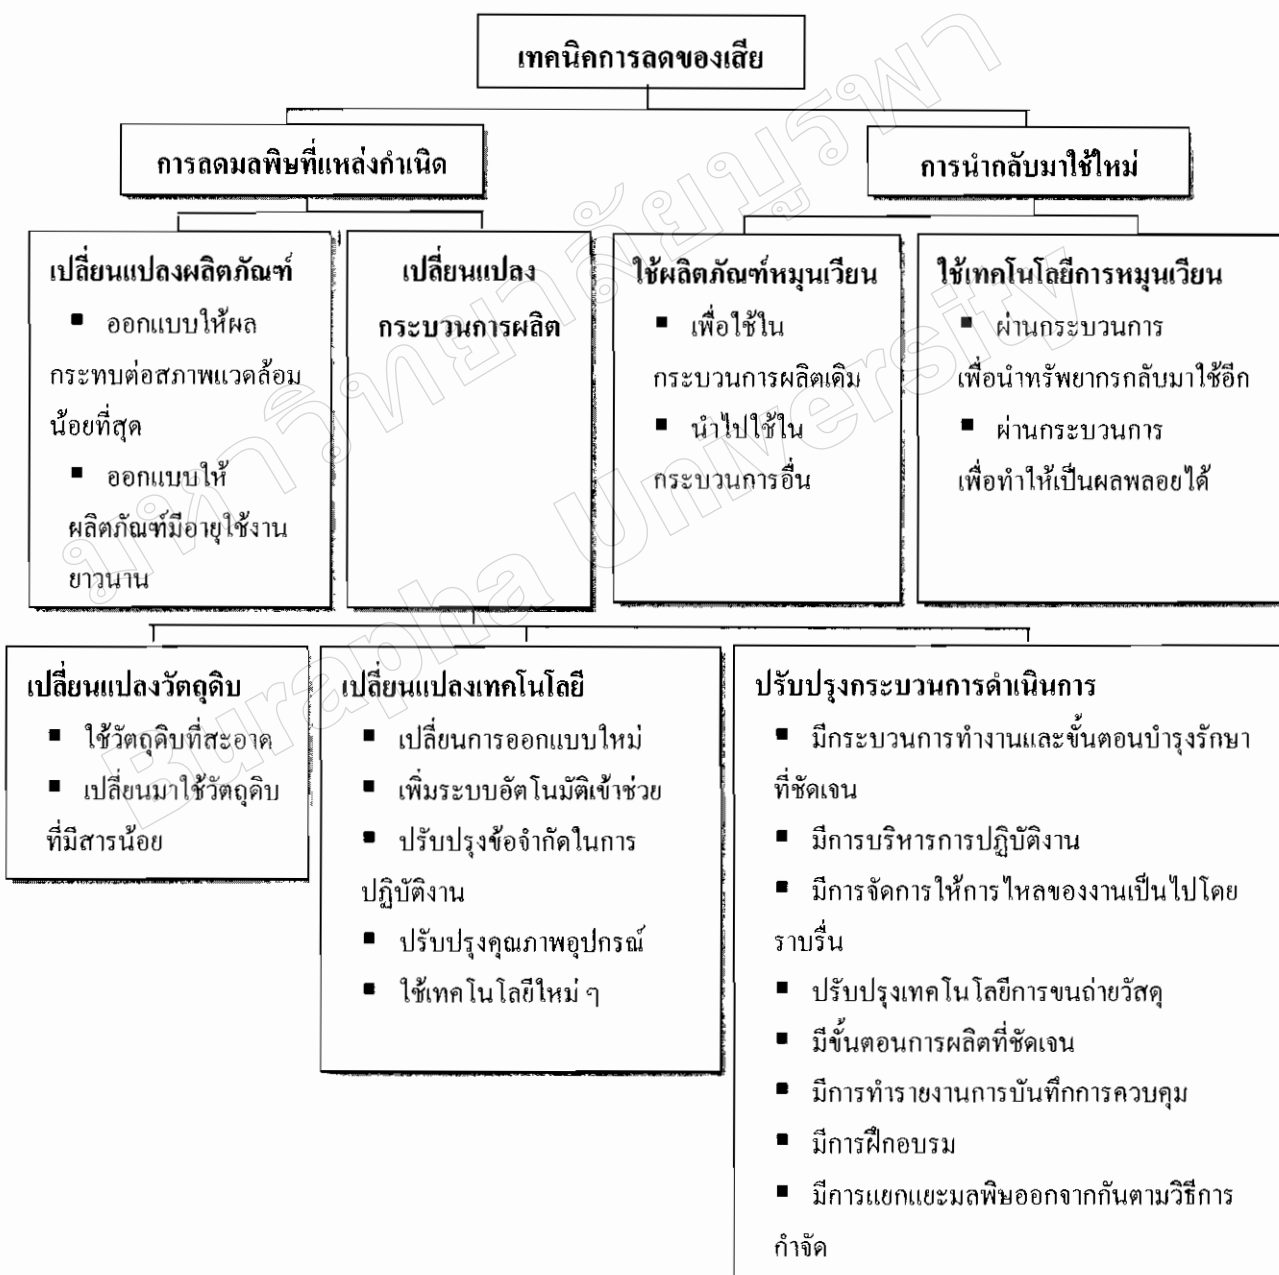 เทคนิคการลดของเสีย
การลดมลพิษที่แหล่งกำเนิด
การนำกลับมาใช้ใหม่
เปลี่ยนแปลงผลิตภัณฑ์
■ ออกแบบให้ผล
กระทบต่อสภาพแวดล้อม
น้อยที่สุด
■ ออกแบบให้
ผลิตภัณฑ์มีอายุใช้งาน
ยาวนาน
เปลี่ยนแปลง
กระบวนการผลิต
ใช้ผลิตภัณฑ์หมุนเวียน
■ เพื่อใช้ใน
กระบวนการผลิตเดิม
■ นำไปใช้ใน
กระบวนการอื่น
ใช้เทคโนโลยีการหมุนเวียน
■ ผ่านกระบวนการ
เพื่อนำทรัพยากรกลับมาใช้อีก
■ ผ่านกระบวนการ
เพื่อทำให้เป็นผลพลอยได้
เปลี่ยนแปลงวัตถุดิบ
■ ใช้วัตถุดิบที่สะอาด
■ เปลี่ยนมาใช้วัตถุดิบ
ที่มีสารน้อย
เปลี่ยนแปลงเทคโนโลยี
■ เปลี่ยนการออกแบบใหม่
■ เพิ่มระบบอัตโนมัติเข้าช่วย
■ ปรับปรุงข้อจำกัดในการ
ปฏิบัติงาน
■ ปรับปรุงคุณภาพอุปกรณ์
■ ใช้เทคโนโลยีใหม่ ๆ
ปรับปรุงกระบวนการดำเนินการ
■ มีกระบวนการทำงานและขั้นตอนบำรุงรักษา
ที่ชัดเจน
■ มีการบริหารการปฏิบัติงาน
■ มีการจัดการให้การไหลของงานเป็นไปโดย
ราบรื่น
■ ปรับปรุงเทคโนโลยีการขนถ่ายวัสดุ
■ มีขั้นตอนการผลิตที่ชัดเจน
■ มีการทำรายงานการบันทึกการควบคุม
■ มีการฝึกอบรม
■ มีการแยกแยะมลพิษออกจากกันตามวิธีการ
กำจัด
มหาวิทยาลัยบูรพา
Burapha University